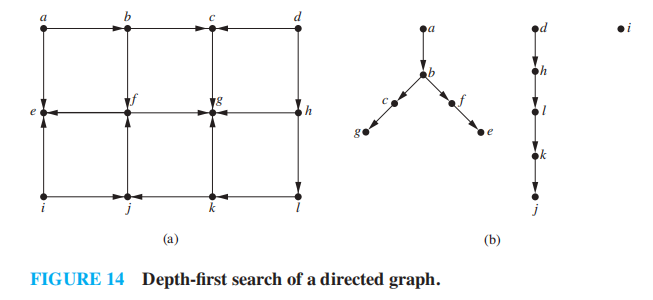 a b c d
e f g h
i j k l
(a)
a
b
c f
g e
d
h
l
k
j
i
(b)
FIGURE 14 Depth-first search of a directed graph.